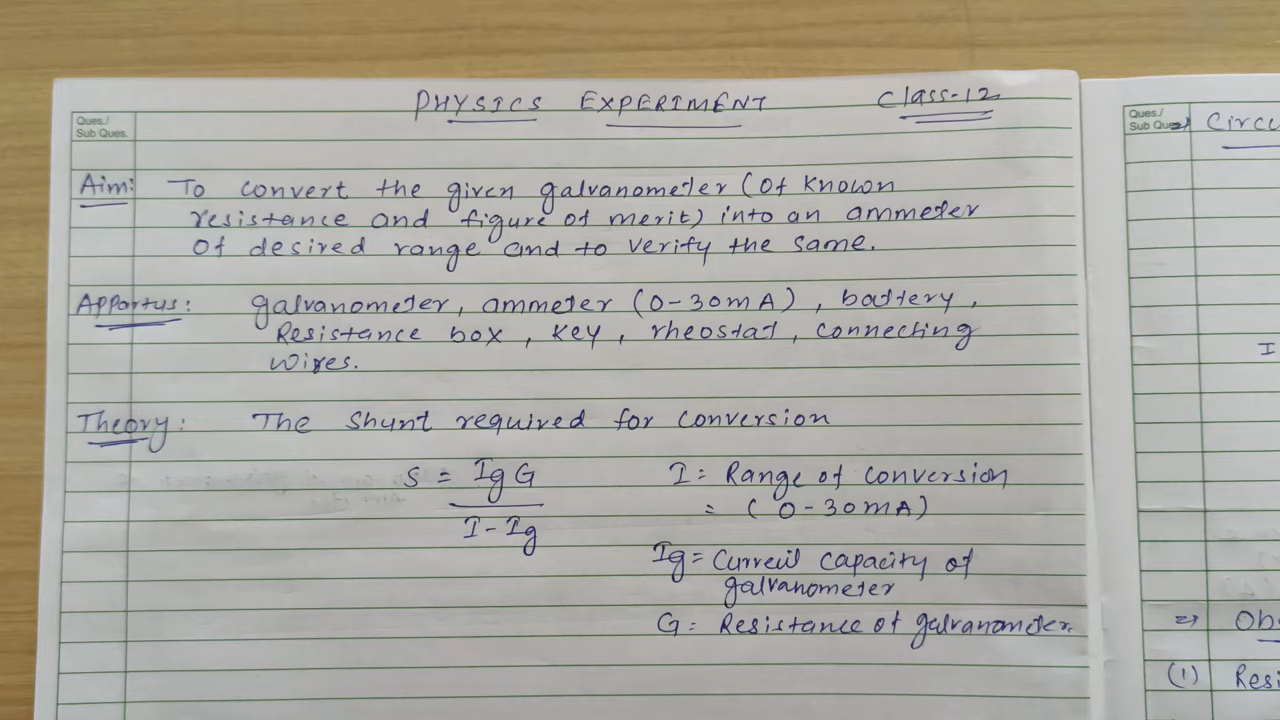 PHYSICS EXPERIMENT Class-12
Ques./
Sub Ques.
Aim: To convert the given galvanometer (Of known
resistance and figure of merit) into an ammeter
Of desired range and to verify the same.
Appartus: galvanometer, ammeter (0-30mA), battery,
Resistance box, Key, rheostat, connecting
wires.
Theory: The Shunt required for conversion
S = Ig G
I - Ig
I = Range of conversion
= (0-30mA)
Ig = Current capacity of
galvanometer
G = Resistance of galvanometer
Ques./
Sub Ques
⇒ Circu
I
⇒ Obs
(1) Resi